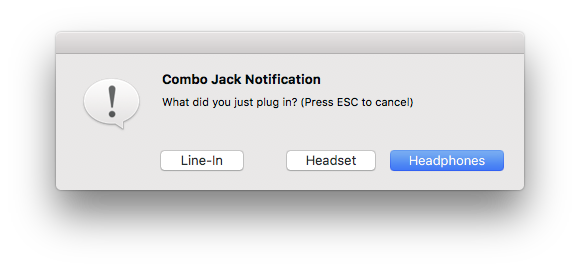 Combo Jack Notification
What did you just plug in? (Press ESC to cancel)
Line-In Headset Headphones